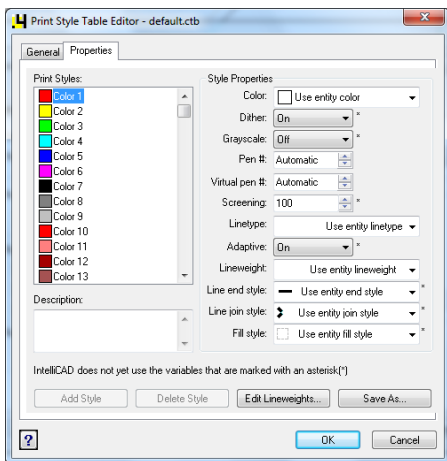 Print Style Table Editor - default.ctb
General Properties
Print Styles:
Color 1
Color 2
Color 3
Color 4
Color 5
Color 6
Color 7
Color 8
Color 9
Color 10
Color 11
Color 12
Color 13
Description:
Style Properties
Color: Use entity color
Dither: On *
Grayscale: Off *
Pen #: Automatic
Virtual pen #: Automatic
Screening: 100 *
Linetype: Use entity linetype
Adaptive: On *
Lineweight: Use entity lineweight
Line end style: Use entity end style *
Line join style: Use entity join style *
Fill style: Use entity fill style *
IntelliCAD does not yet use the variables that are marked with an asterisk(*)
Add Style Delete Style Edit Lineweights... Save As...
? OK Cancel